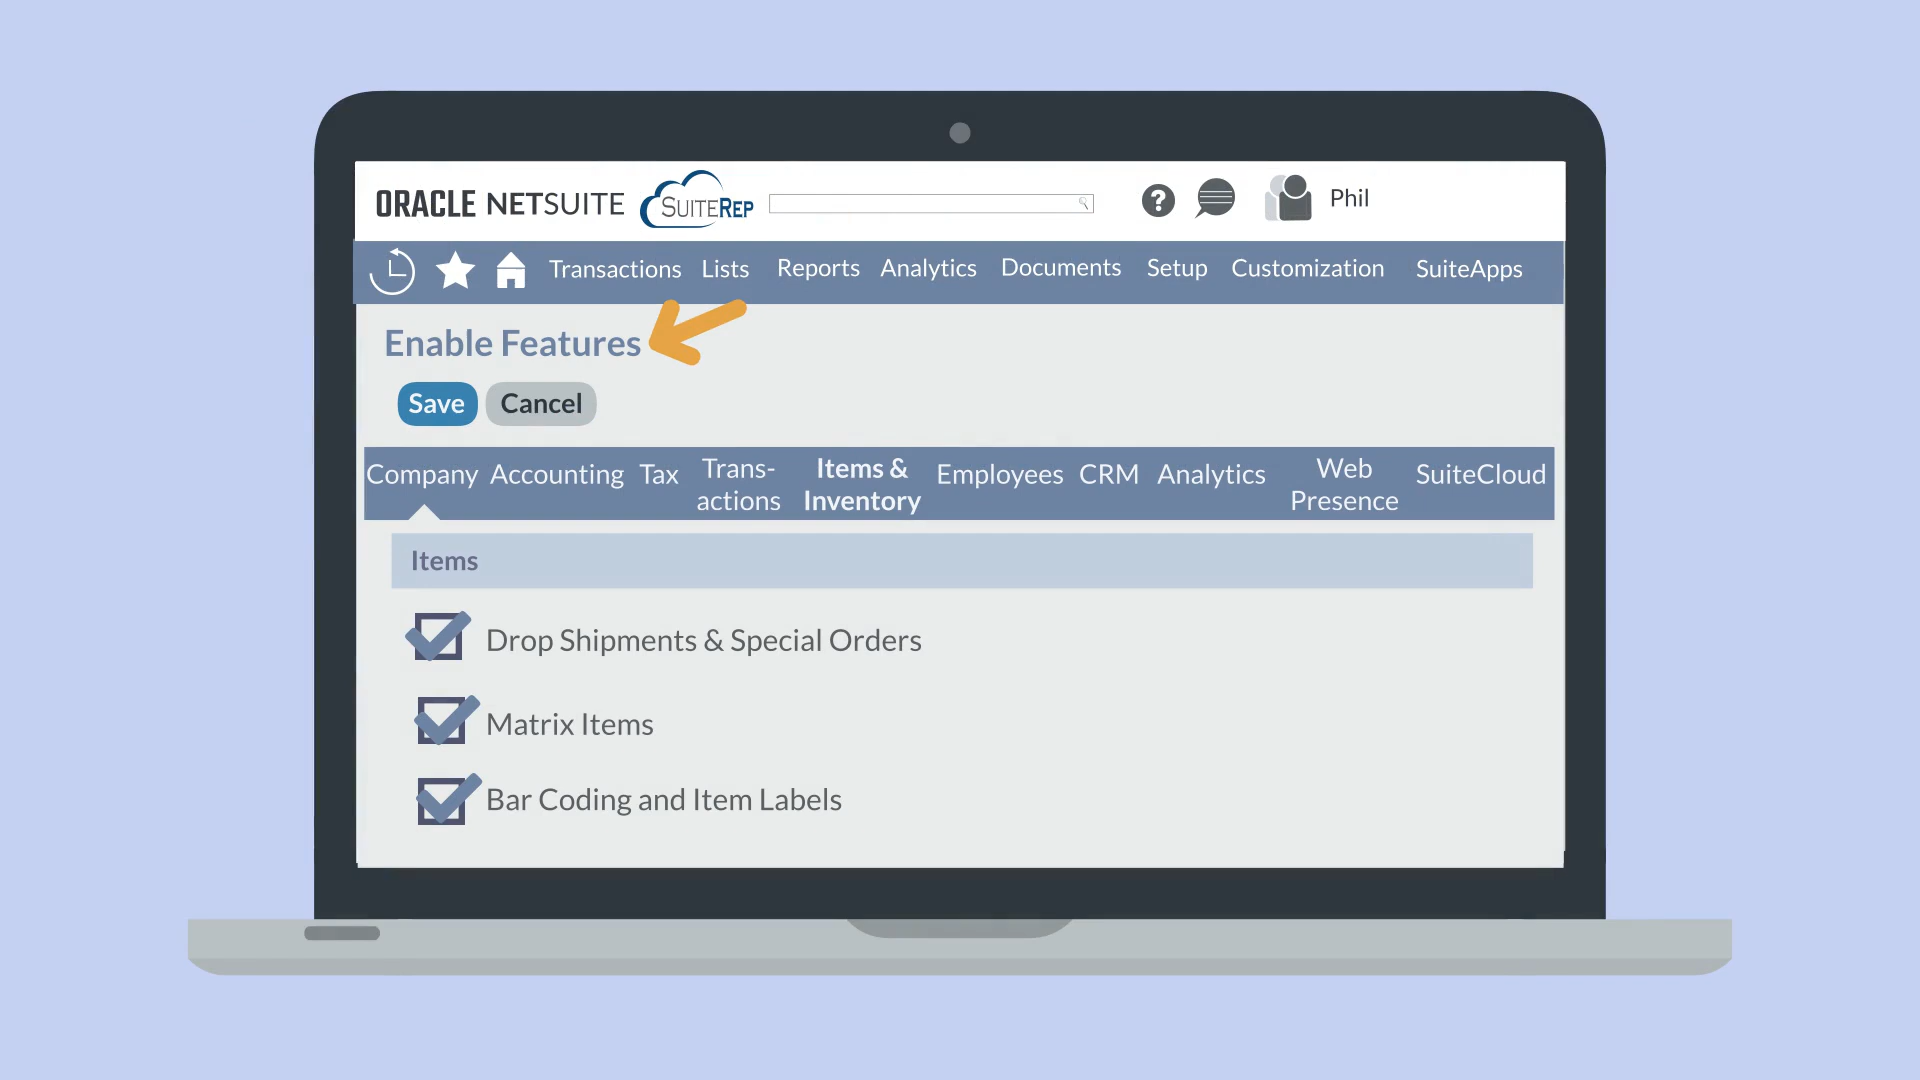 ORACLE NETSUITE SUITEREP ? Phil
Transactions Lists Reports Analytics Documents Setup Customization SuiteApps
Enable Features
Save Cancel
Company Accounting Tax Trans-
actions Items &
Inventory Employees CRM Analytics Web
Presence SuiteCloud
Items
Drop Shipments & Special Orders
Matrix Items
Bar Coding and Item Labels